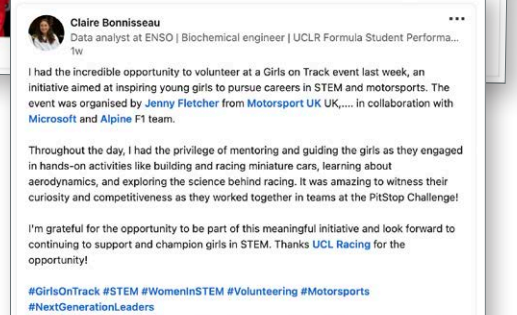 Claire Bonnisseau
Data analyst at ENSO | Biochemical engineer | UCLR Formula Student Performa...
1w
I had the incredible opportunity to volunteer at a Girls on Track event last week, an
initiative aimed at inspiring young girls to pursue careers in STEM and motorsports. The
event was organised by Jenny Fletcher from Motorsport UK UK,.... in collaboration with
Microsoft and Alpine F1 team.
Throughout the day, I had the privilege of mentoring and guiding the girls as they engaged
in hands-on activities like building and racing miniature cars, learning about
aerodynamics, and exploring the science behind racing. It was amazing to witness their
curiosity and competitiveness as they worked together in teams at the PitStop Challenge!
I'm grateful for the opportunity to be part of this meaningful initiative and look forward to
continuing to support and champion girls in STEM. Thanks UCL Racing for the
opportunity!
#GirlsOnTrack #STEM #WomenInSTEM #Volunteering #Motorsports
#NextGenerationLeaders